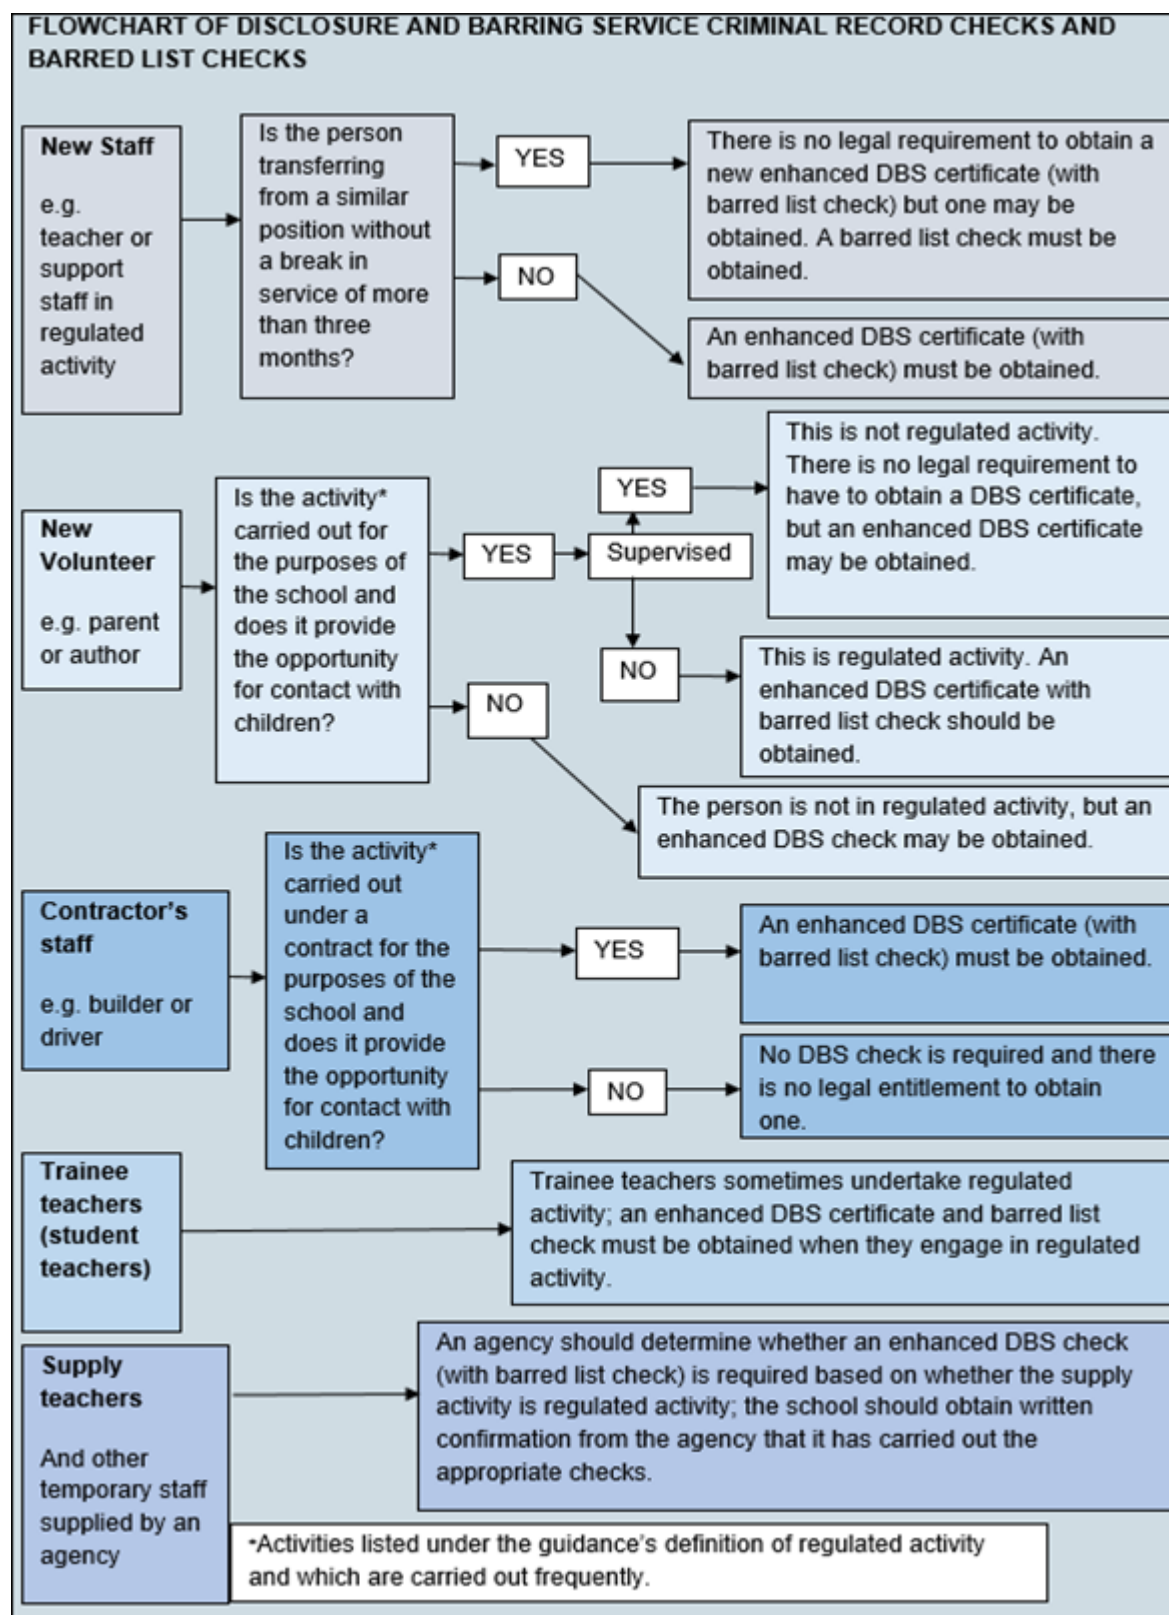 FLOWCHART OF DISCLOSURE AND BARRING SERVICE CRIMINAL RECORD CHECKS AND
BARRED LIST CHECKS
New Staff
e.g.
teacher or
support
staff in
regulated
activity
Is the person
transferring
from a similar
position without
a break in
service of more
than three
months?
YES
There is no legal requirement to obtain a
new enhanced DBS certificate (with
barred list check) but one may be
obtained. A barred list check must be
obtained.
NO
An enhanced DBS certificate (with
barred list check) must be obtained.
New
Volunteer
e.g. parent
or author
Is the activity*
carried out for
the purposes of
the school and
does it provide
the opportunity
for contact with
children?
YES
Supervised
YES
This is not regulated activity.
There is no legal requirement to
have to obtain a DBS certificate,
but an enhanced DBS certificate
may be obtained.
NO
This is regulated activity. An
enhanced DBS certificate with
barred list check should be
obtained.
NO
The person is not in regulated activity, but an
enhanced DBS check may be obtained.
Contractor's
staff
e.g. builder or
driver
Is the activity*
carried out
under a
contract for the
purposes of the
school and
does it provide
the opportunity
for contact with
children?
YES
An enhanced DBS certificate (with
barred list check) must be obtained.
NO
No DBS check is required and there
is no legal entitlement to obtain
one.
Trainee
teachers
(student
teachers)
Trainee teachers sometimes undertake regulated
activity; an enhanced DBS certificate and barred list
check must be obtained when they engage in regulated
activity.
Supply
teachers
And other
temporary staff
supplied by an
agency
An agency should determine whether an enhanced DBS check
(with barred list check) is required based on whether the supply
activity is regulated activity; the school should obtain written
confirmation from the agency that it has carried out the
appropriate checks.
*Activities listed under the guidance's definition of regulated activity
and which are carried out frequently.